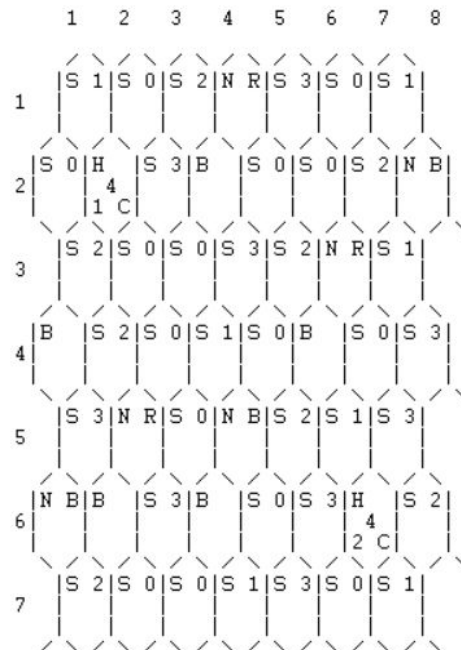 1 2 3 4 5 6 7 8
|S 1|S 0|S 2|N R|S 3|S 0|S 1|
1
|S 0|H |S 3|B |S 0|S 0|S 2|N B|
2 4
1 C
|S 2|S 0|S 0|S 3|S 2|N R|S 1|
3
|B |S 2|S 0|S 1|S 0|B |S 0|S 3|
4
|S 3|N R|S 0|N B|S 2|S 1|S 3|
5
|N B|B |S 3|B |S 0|S 3|H |S 2|
6 4
2 C
|S 2|S 0|S 0|S 1|S 3|S 0|S 1|
7